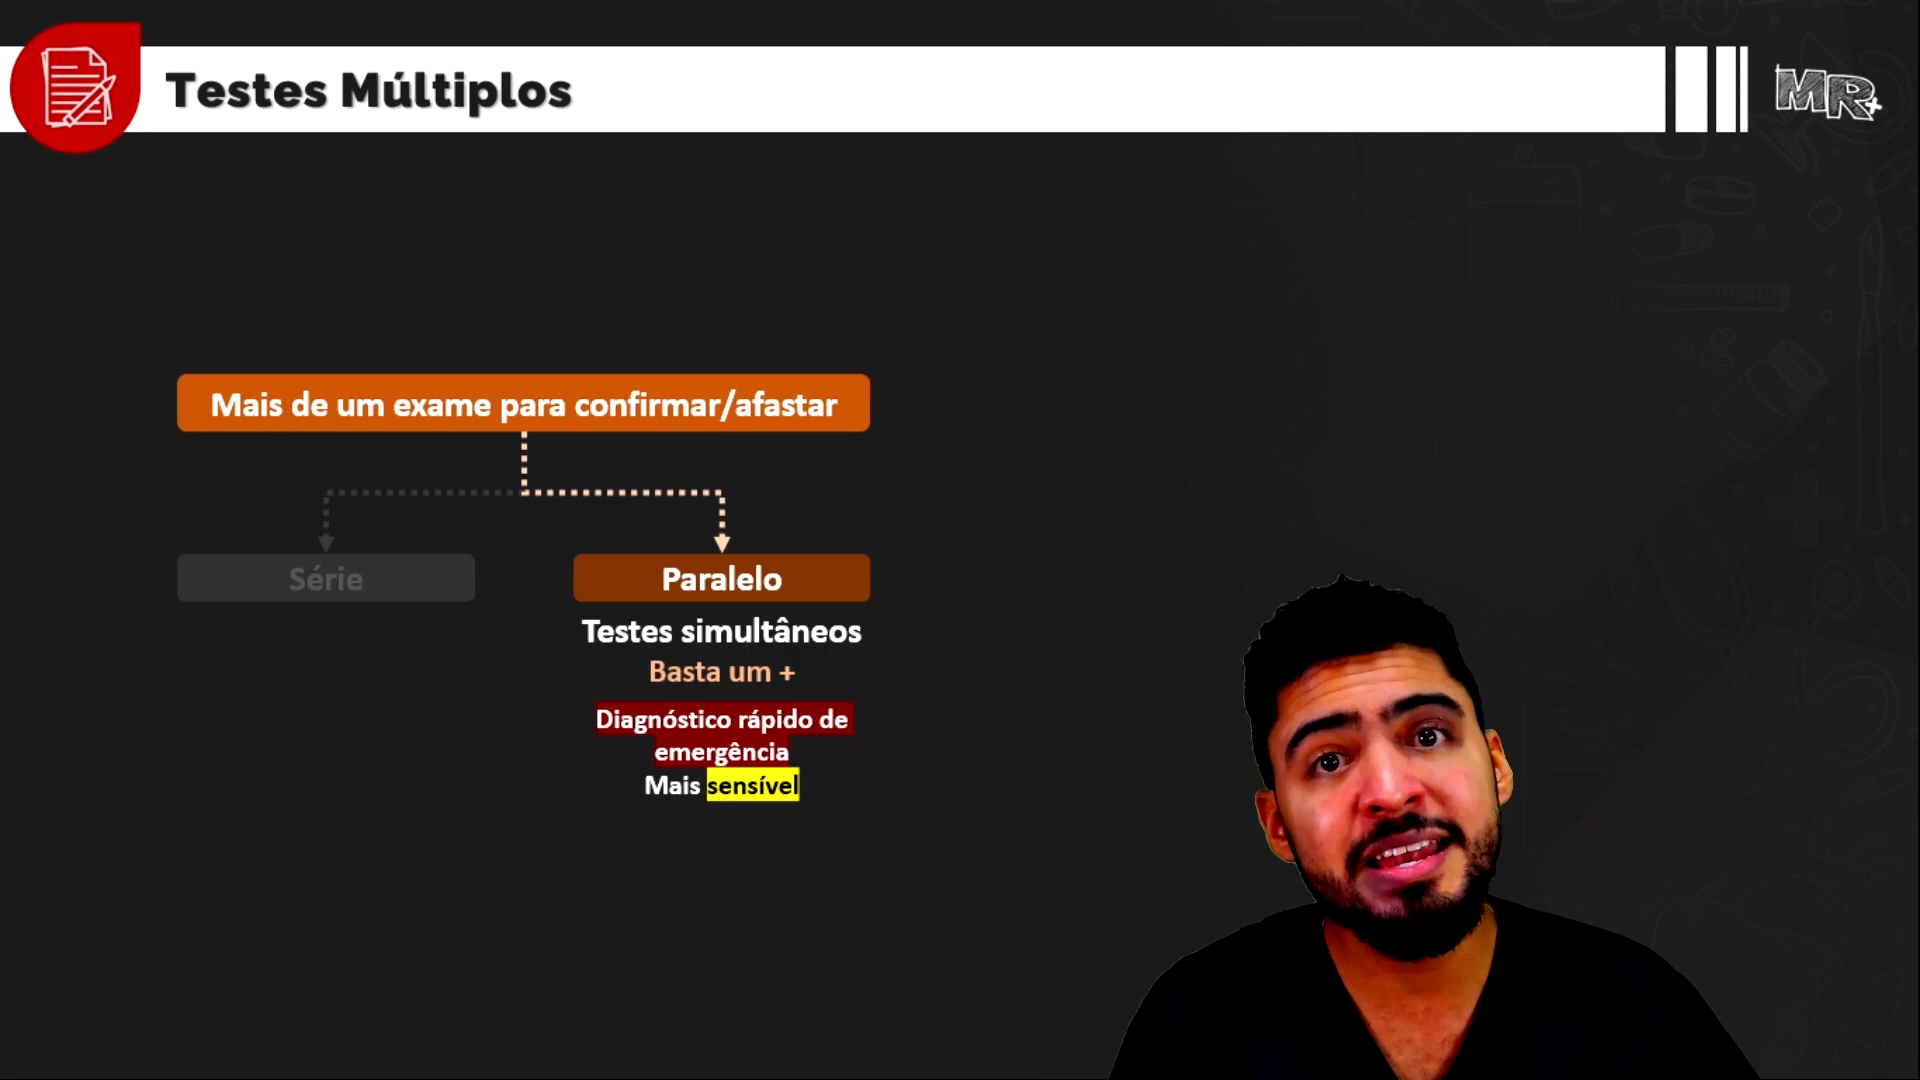 Testes Múltiplos
MR+
Mais de um exame para confirmar/afastar
Série
Paralelo
Testes simultâneos
Basta um +
Diagnóstico rápido de
emergência
Mais sensível